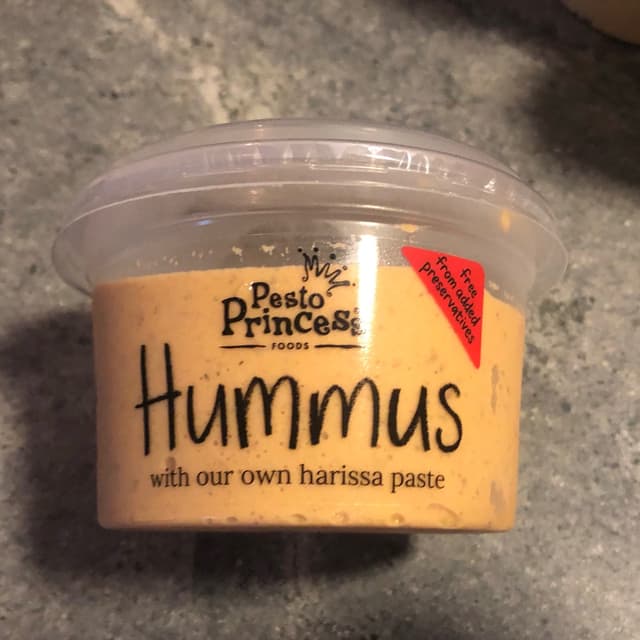 Pesto
Princess
FOODS
free
from added
preservatives
Hummus
with our own harissa paste